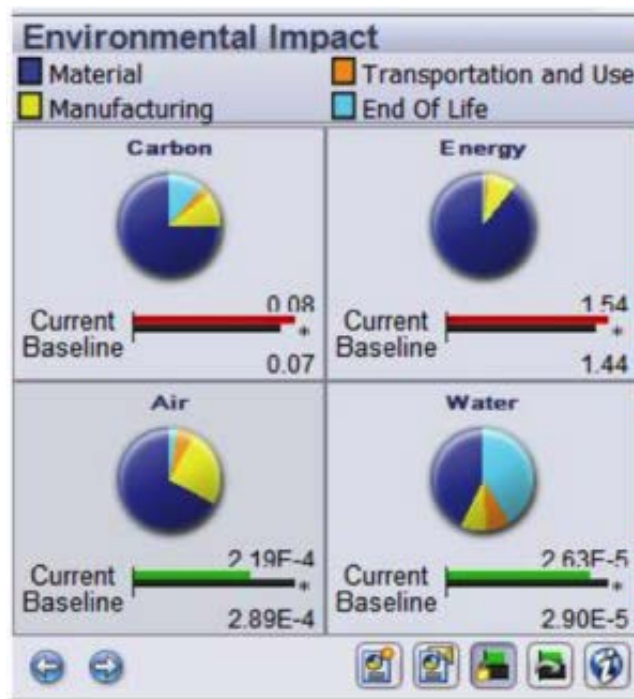 Environmental Impact
Material
Transportation and Use
Manufacturing
End Of Life
Carbon
Energy
0.08
Current
*
Baseline
0.07
1.54
Current
*
Baseline
1.44
Air
Water
2.19E-4
Current
*
Baseline
2.89E-4
2.63E-5
Current
*
Baseline
2.90E-5